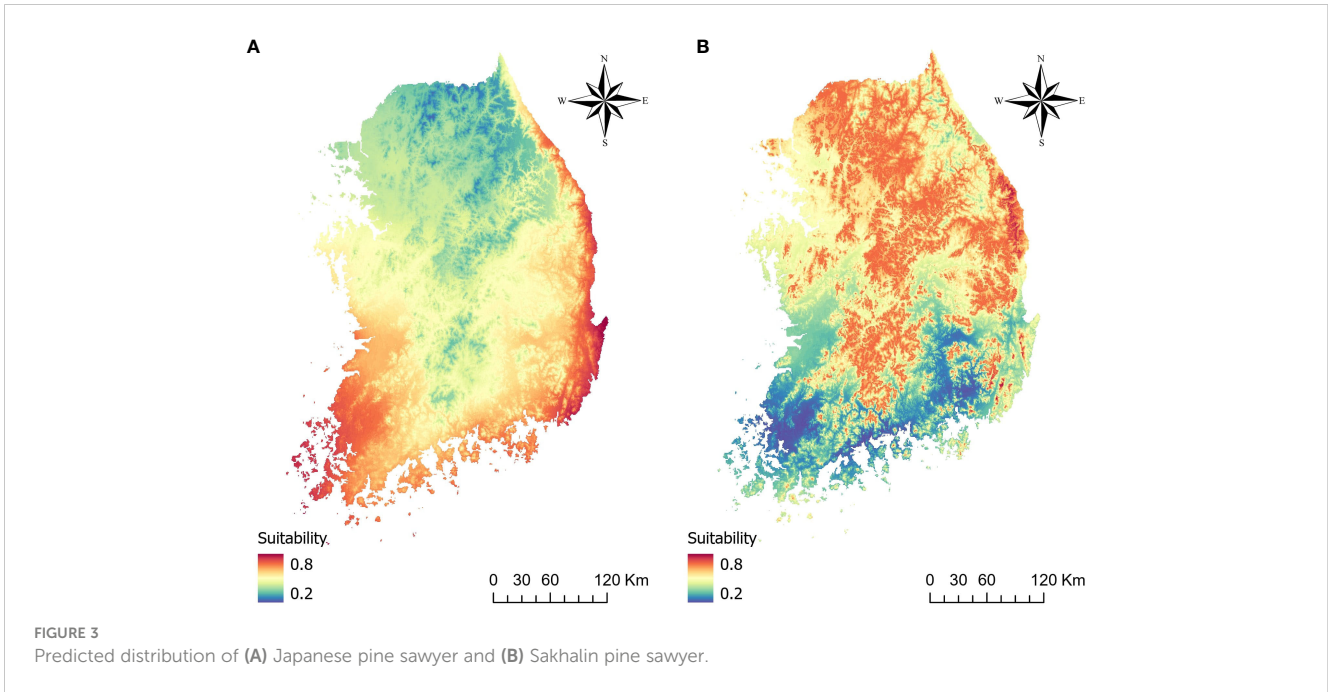 A
B
N
W
E
S
N
W
E
S
Suitability
0.8
0.2
0 30 60 120 Km
Suitability
0.8
0.2
0 30 60 120 Km
FIGURE 3
Predicted distribution of (A) Japanese pine sawyer and (B) Sakhalin pine sawyer.